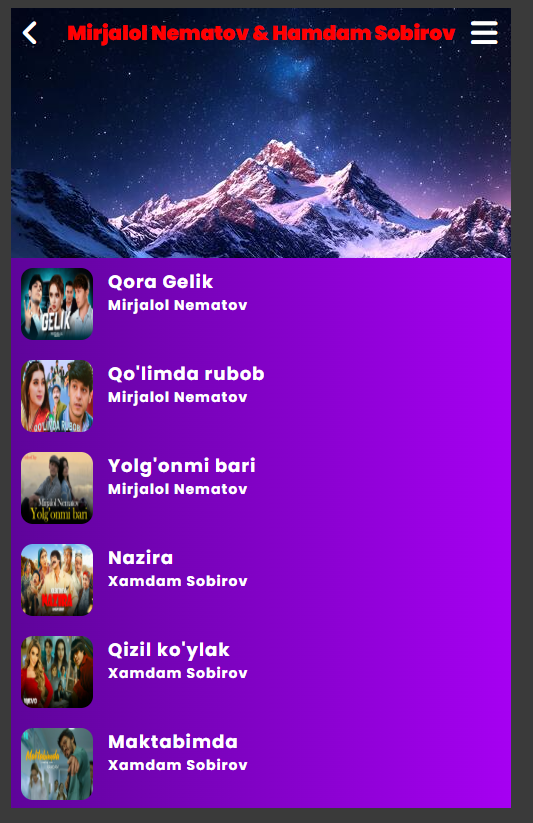 Mirjalol Nematov & Hamdam Sobirov
GELIK
Qora Gelik
Mirjalol Nematov
QO'LIMDA RUBOB
Qo'limda rubob
Mirjalol Nematov
Mirjalol Nematov
Yolg'onmi bari
Yolg'onmi bari
Mirjalol Nematov
NAZIRA
Nazira
Xamdam Sobirov
Qizil ko'ylak
Xamdam Sobirov
Maktabimda
Maktabimda
Xamdam Sobirov